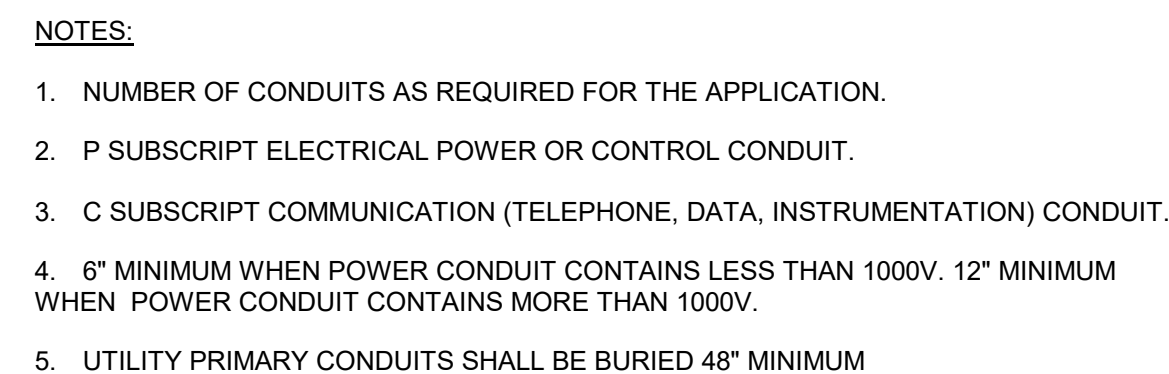 NOTES:
1. NUMBER OF CONDUITS AS REQUIRED FOR THE APPLICATION.
2. P SUBSCRIPT ELECTRICAL POWER OR CONTROL CONDUIT.
3. C SUBSCRIPT COMMUNICATION (TELEPHONE, DATA, INSTRUMENTATION) CONDUIT.
4. 6" MINIMUM WHEN POWER CONDUIT CONTAINS LESS THAN 1000V. 12" MINIMUM
WHEN POWER CONDUIT CONTAINS MORE THAN 1000V.
5. UTILITY PRIMARY CONDUITS SHALL BE BURIED 48" MINIMUM